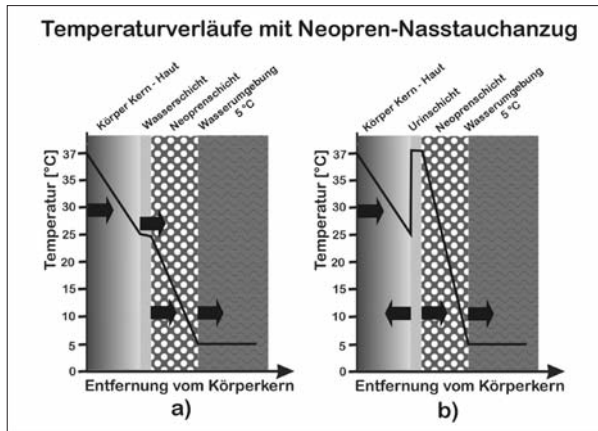 Temperaturverläufe mit Neopren-Nasstauchanzug
Körper Kern - Haut
Wasserschicht
Neoprenschicht
Wasserumgebung
5 °C
Temperatur [°C]
37
35
30
25
20
15
10
5
0
Entfernung vom Körperkern
a)
Körper Kern - Haut
Urinschicht
Neoprenschicht
Wasserumgebung
5 °C
Temperatur [°C]
37
35
30
25
20
15
10
5
0
Entfernung vom Körperkern
b)